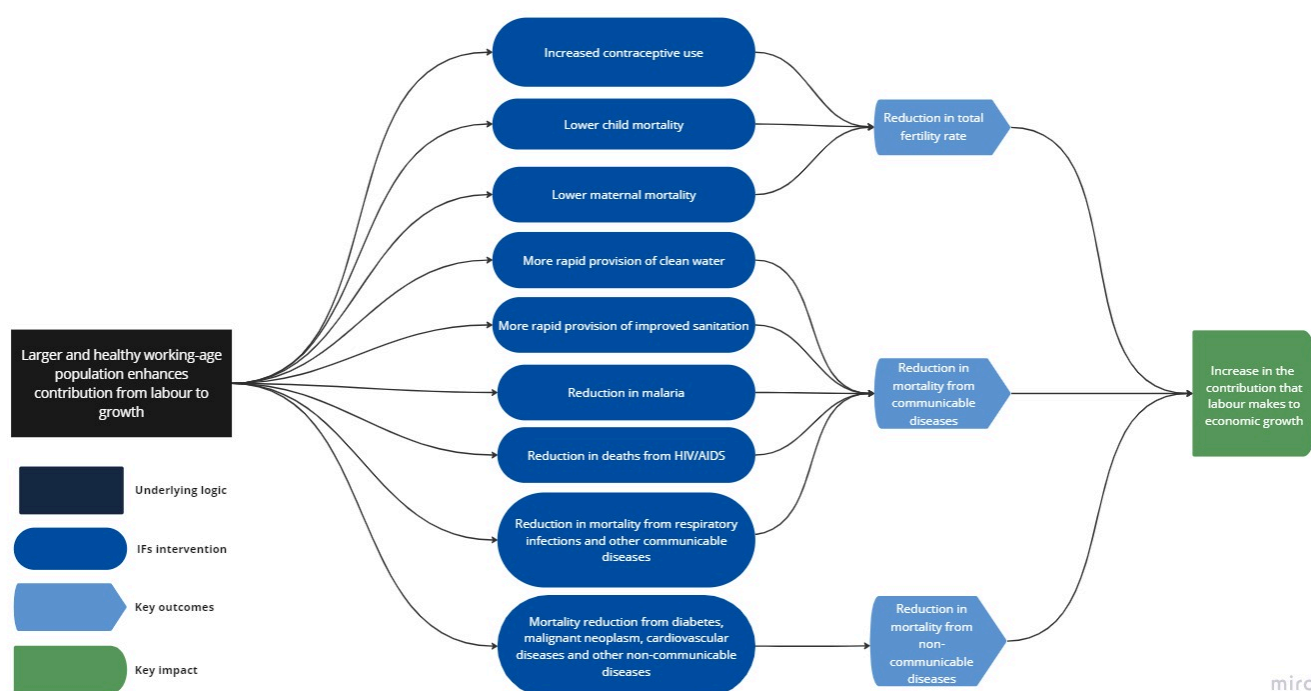 Increased contraceptive use
Lower child mortality
Reduction in total
fertility rate
Lower maternal mortality
More rapid provision of clean water
More rapid provision of improved sanitation
Larger and healthy working-age
population enhances
contribution from labour to
growth
Reduction in malaria
Reduction in
mortality from
communicable
diseases
Increase in the
contribution that
labour makes to
economic growth
Reduction in deaths from HIV/AIDS
Reduction in mortality from respiratory
infections and other communicable
diseases
Mortality reduction from diabetes,
malignant neoplasm, cardiovascular
diseases and other non-communicable
diseases
Reduction in
mortality from
non-
communicable
diseases
Underlying logic
IFs intervention
Key outcomes
Key impact
miro